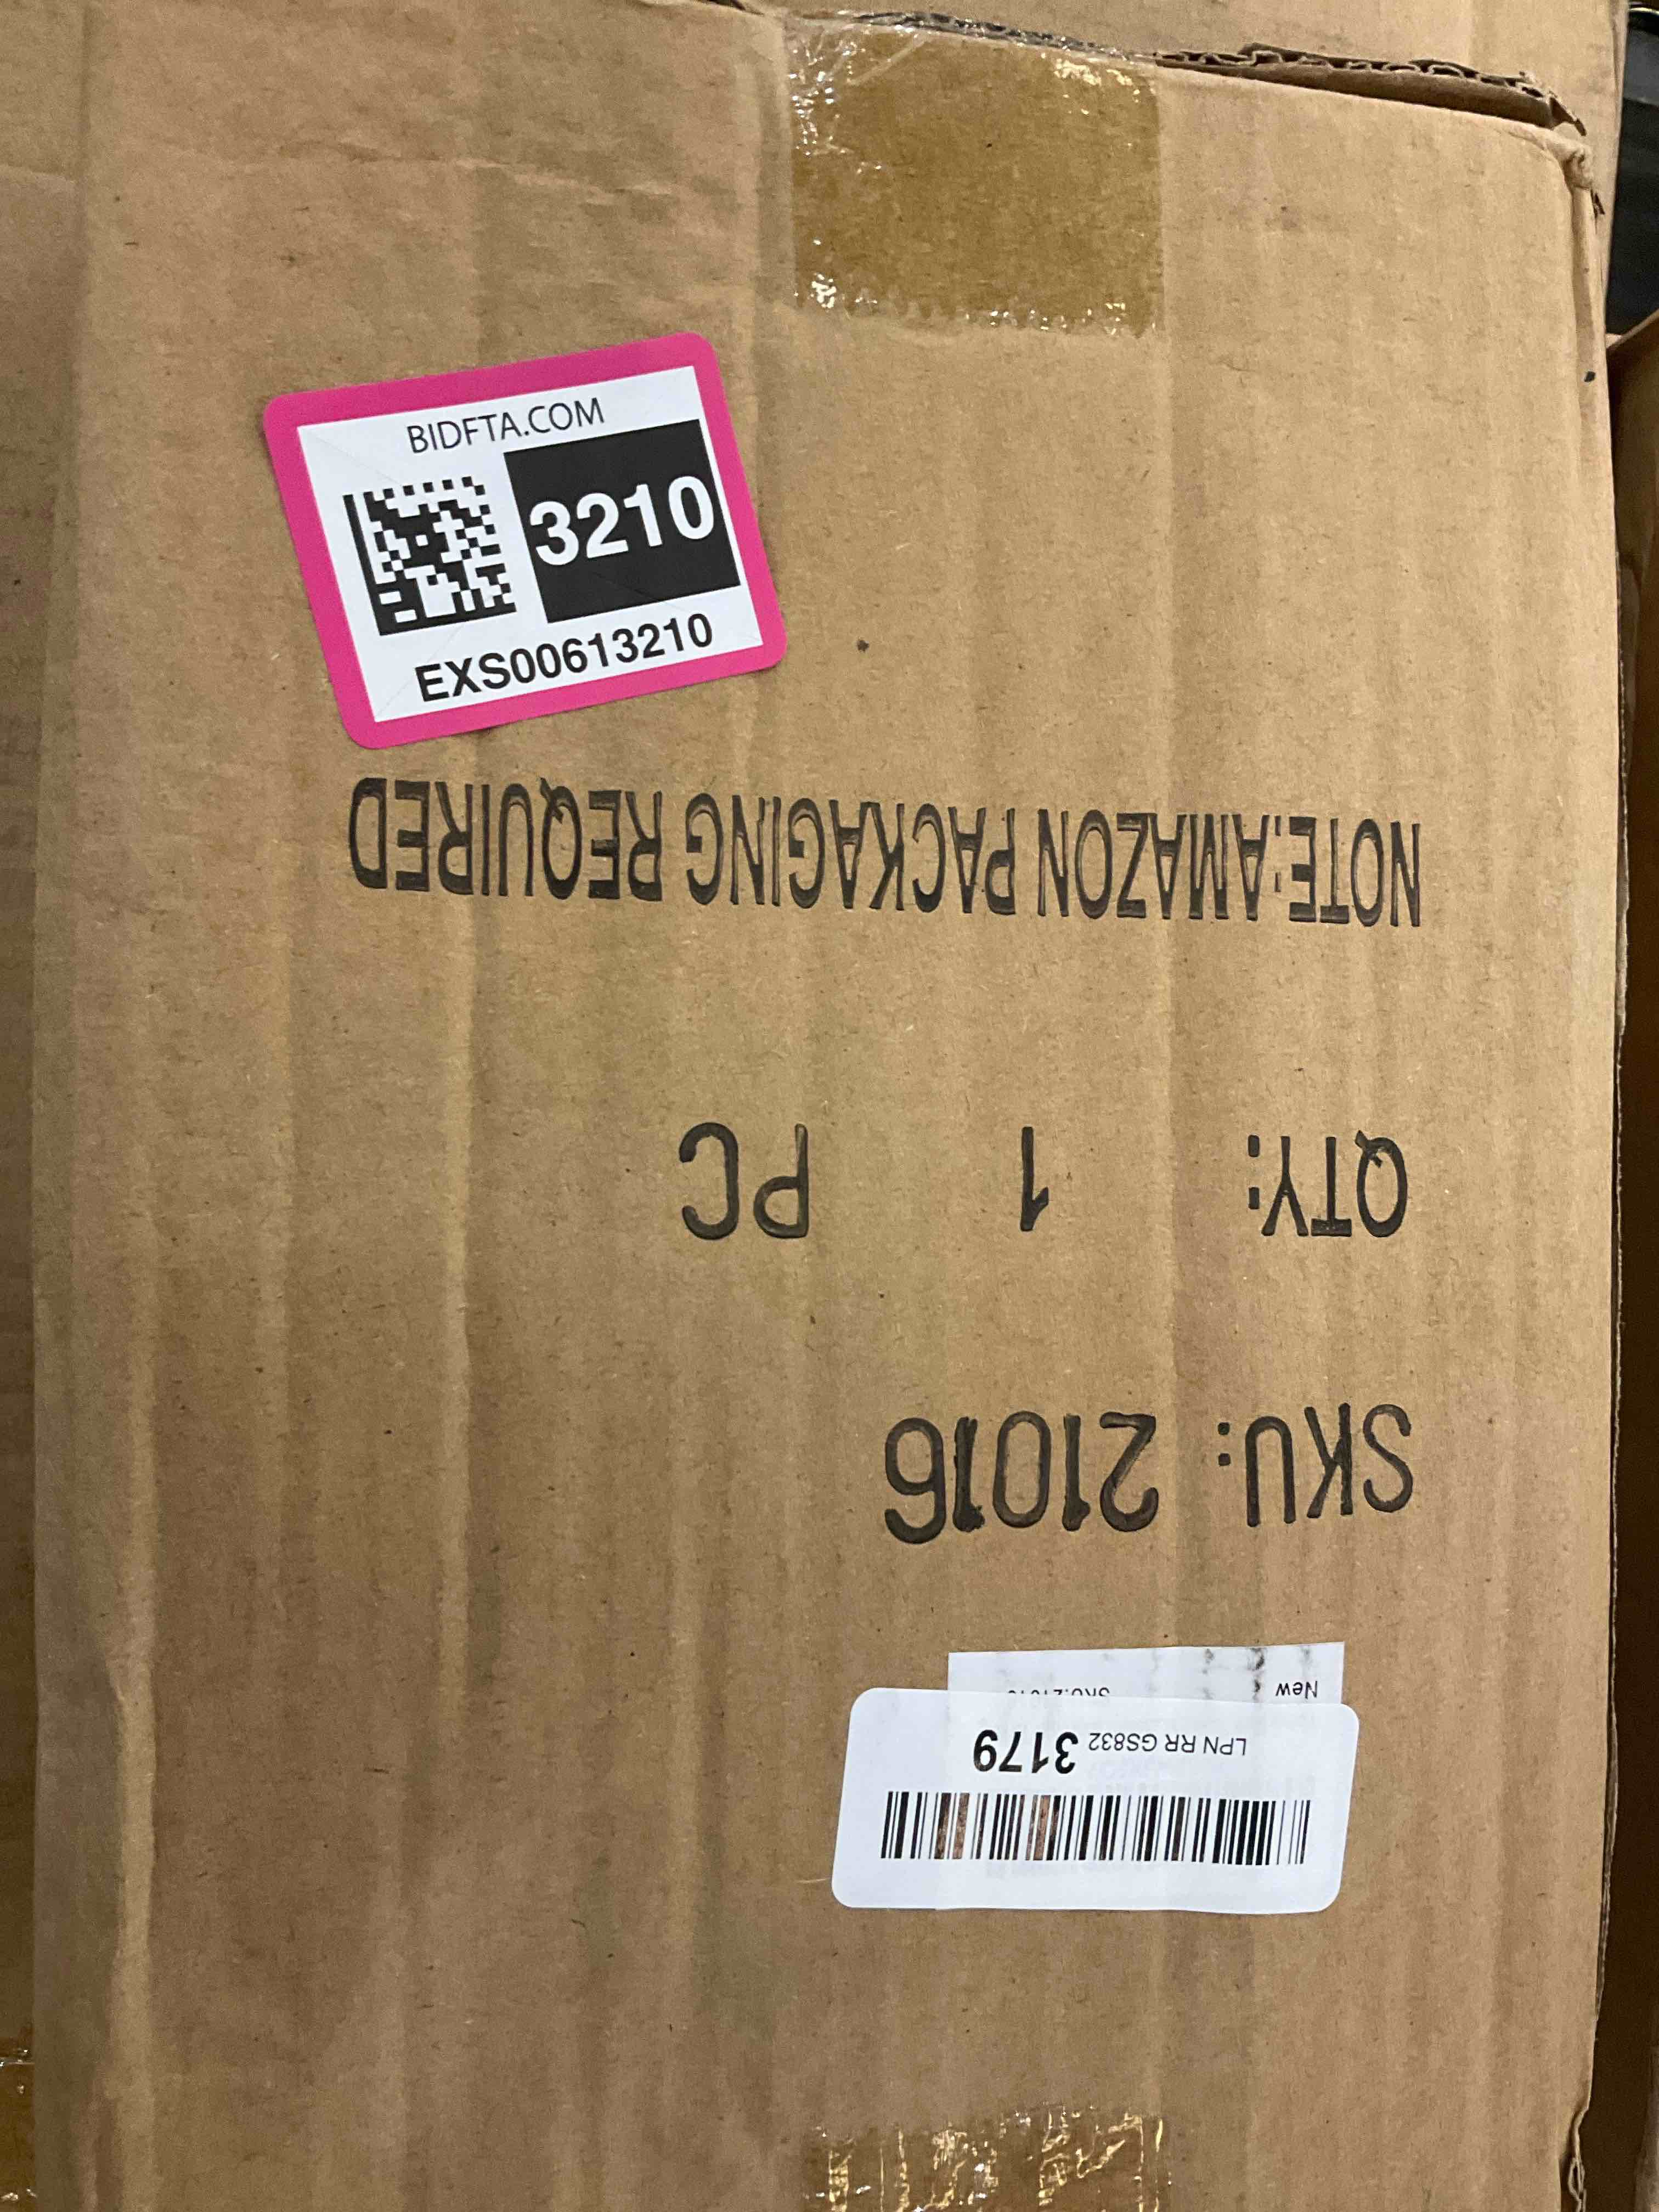 BIDFTA.COM
3210
EXS00613210
SKU: 21016
QTY: 1 PC
NOTE:AMAZON PACKAGING REQUIRED
LPN RR GS832 3179
New